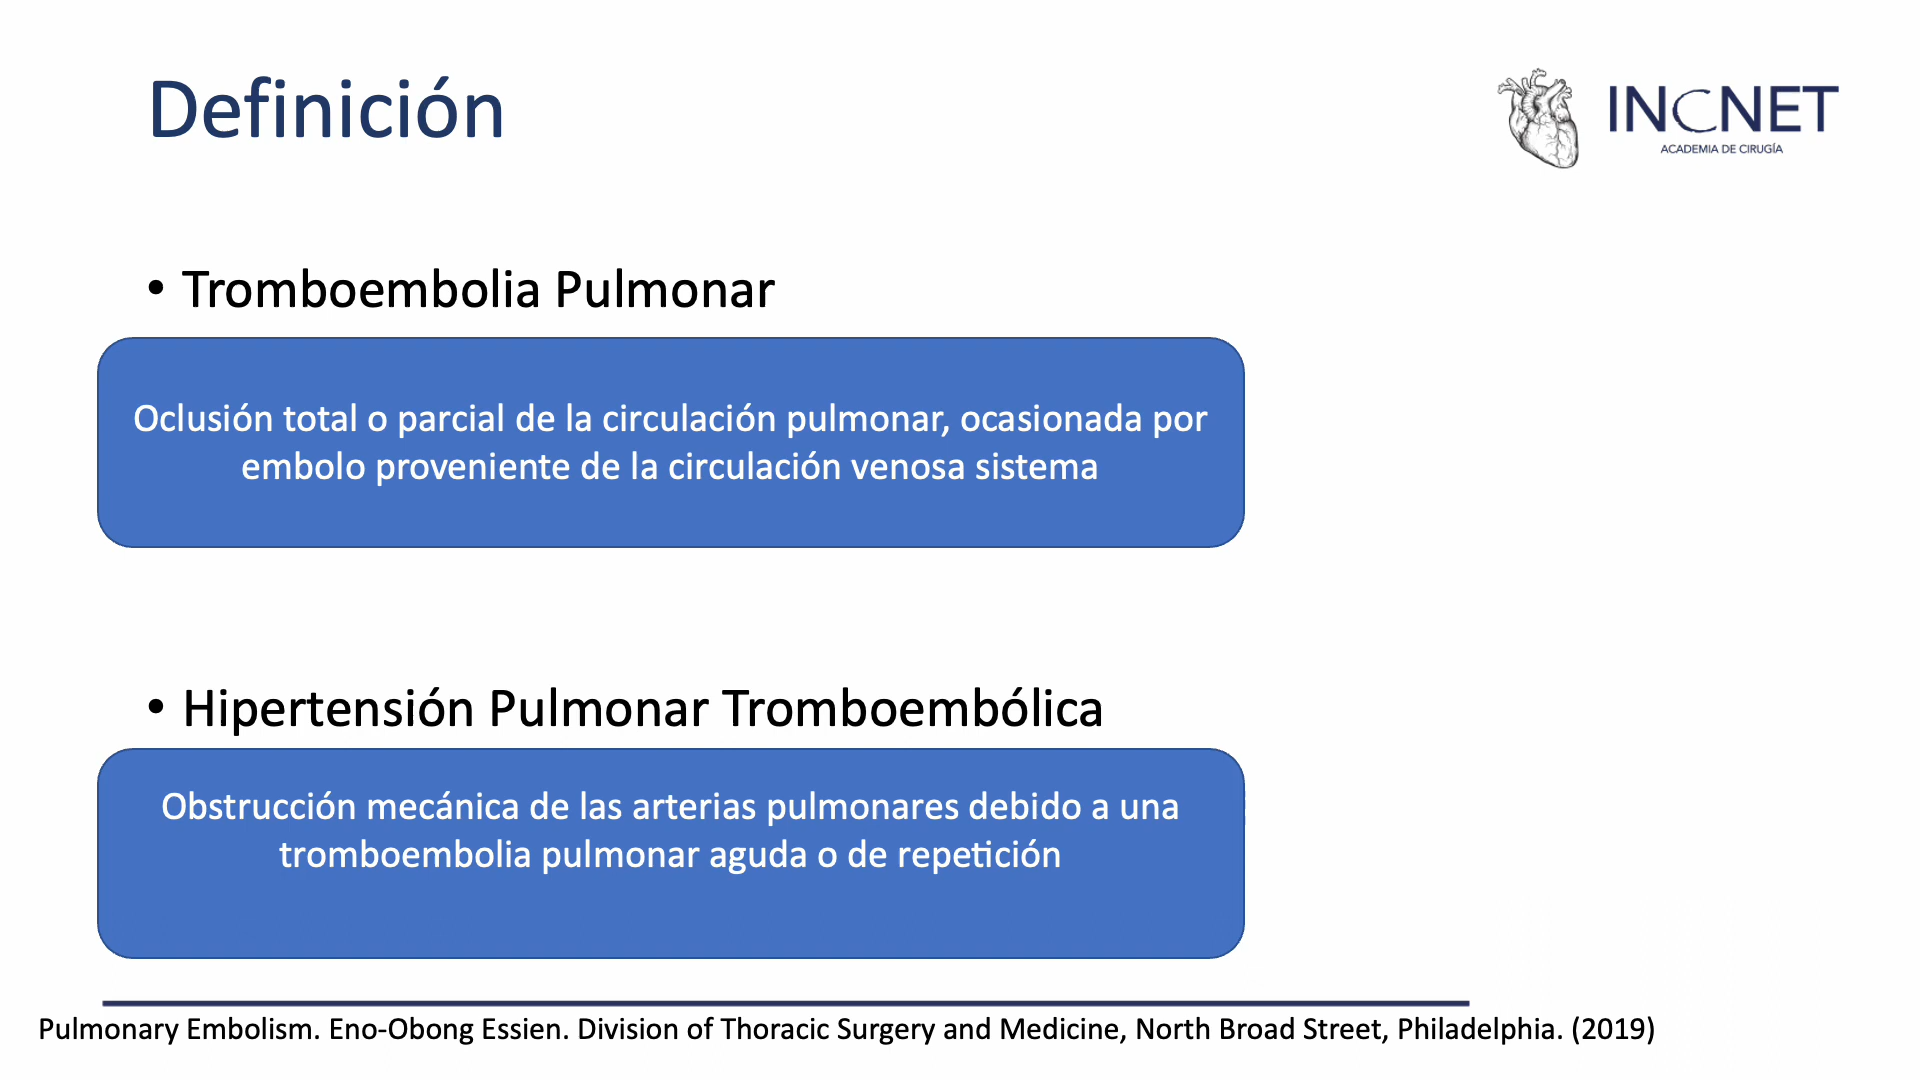 Definición
INCNET
ACADEMIA DE CIRUGÍA
• Tromboembolia Pulmonar
Oclusión total o parcial de la circulación pulmonar, ocasionada por
embolo proveniente de la circulación venosa sistema
• Hipertensión Pulmonar Tromboembólica
Obstrucción mecánica de las arterias pulmonares debido a una
tromboembolia pulmonar aguda o de repetición
Pulmonary Embolism. Eno-Obong Essien. Division of Thoracic Surgery and Medicine, North Broad Street, Philadelphia. (2019)